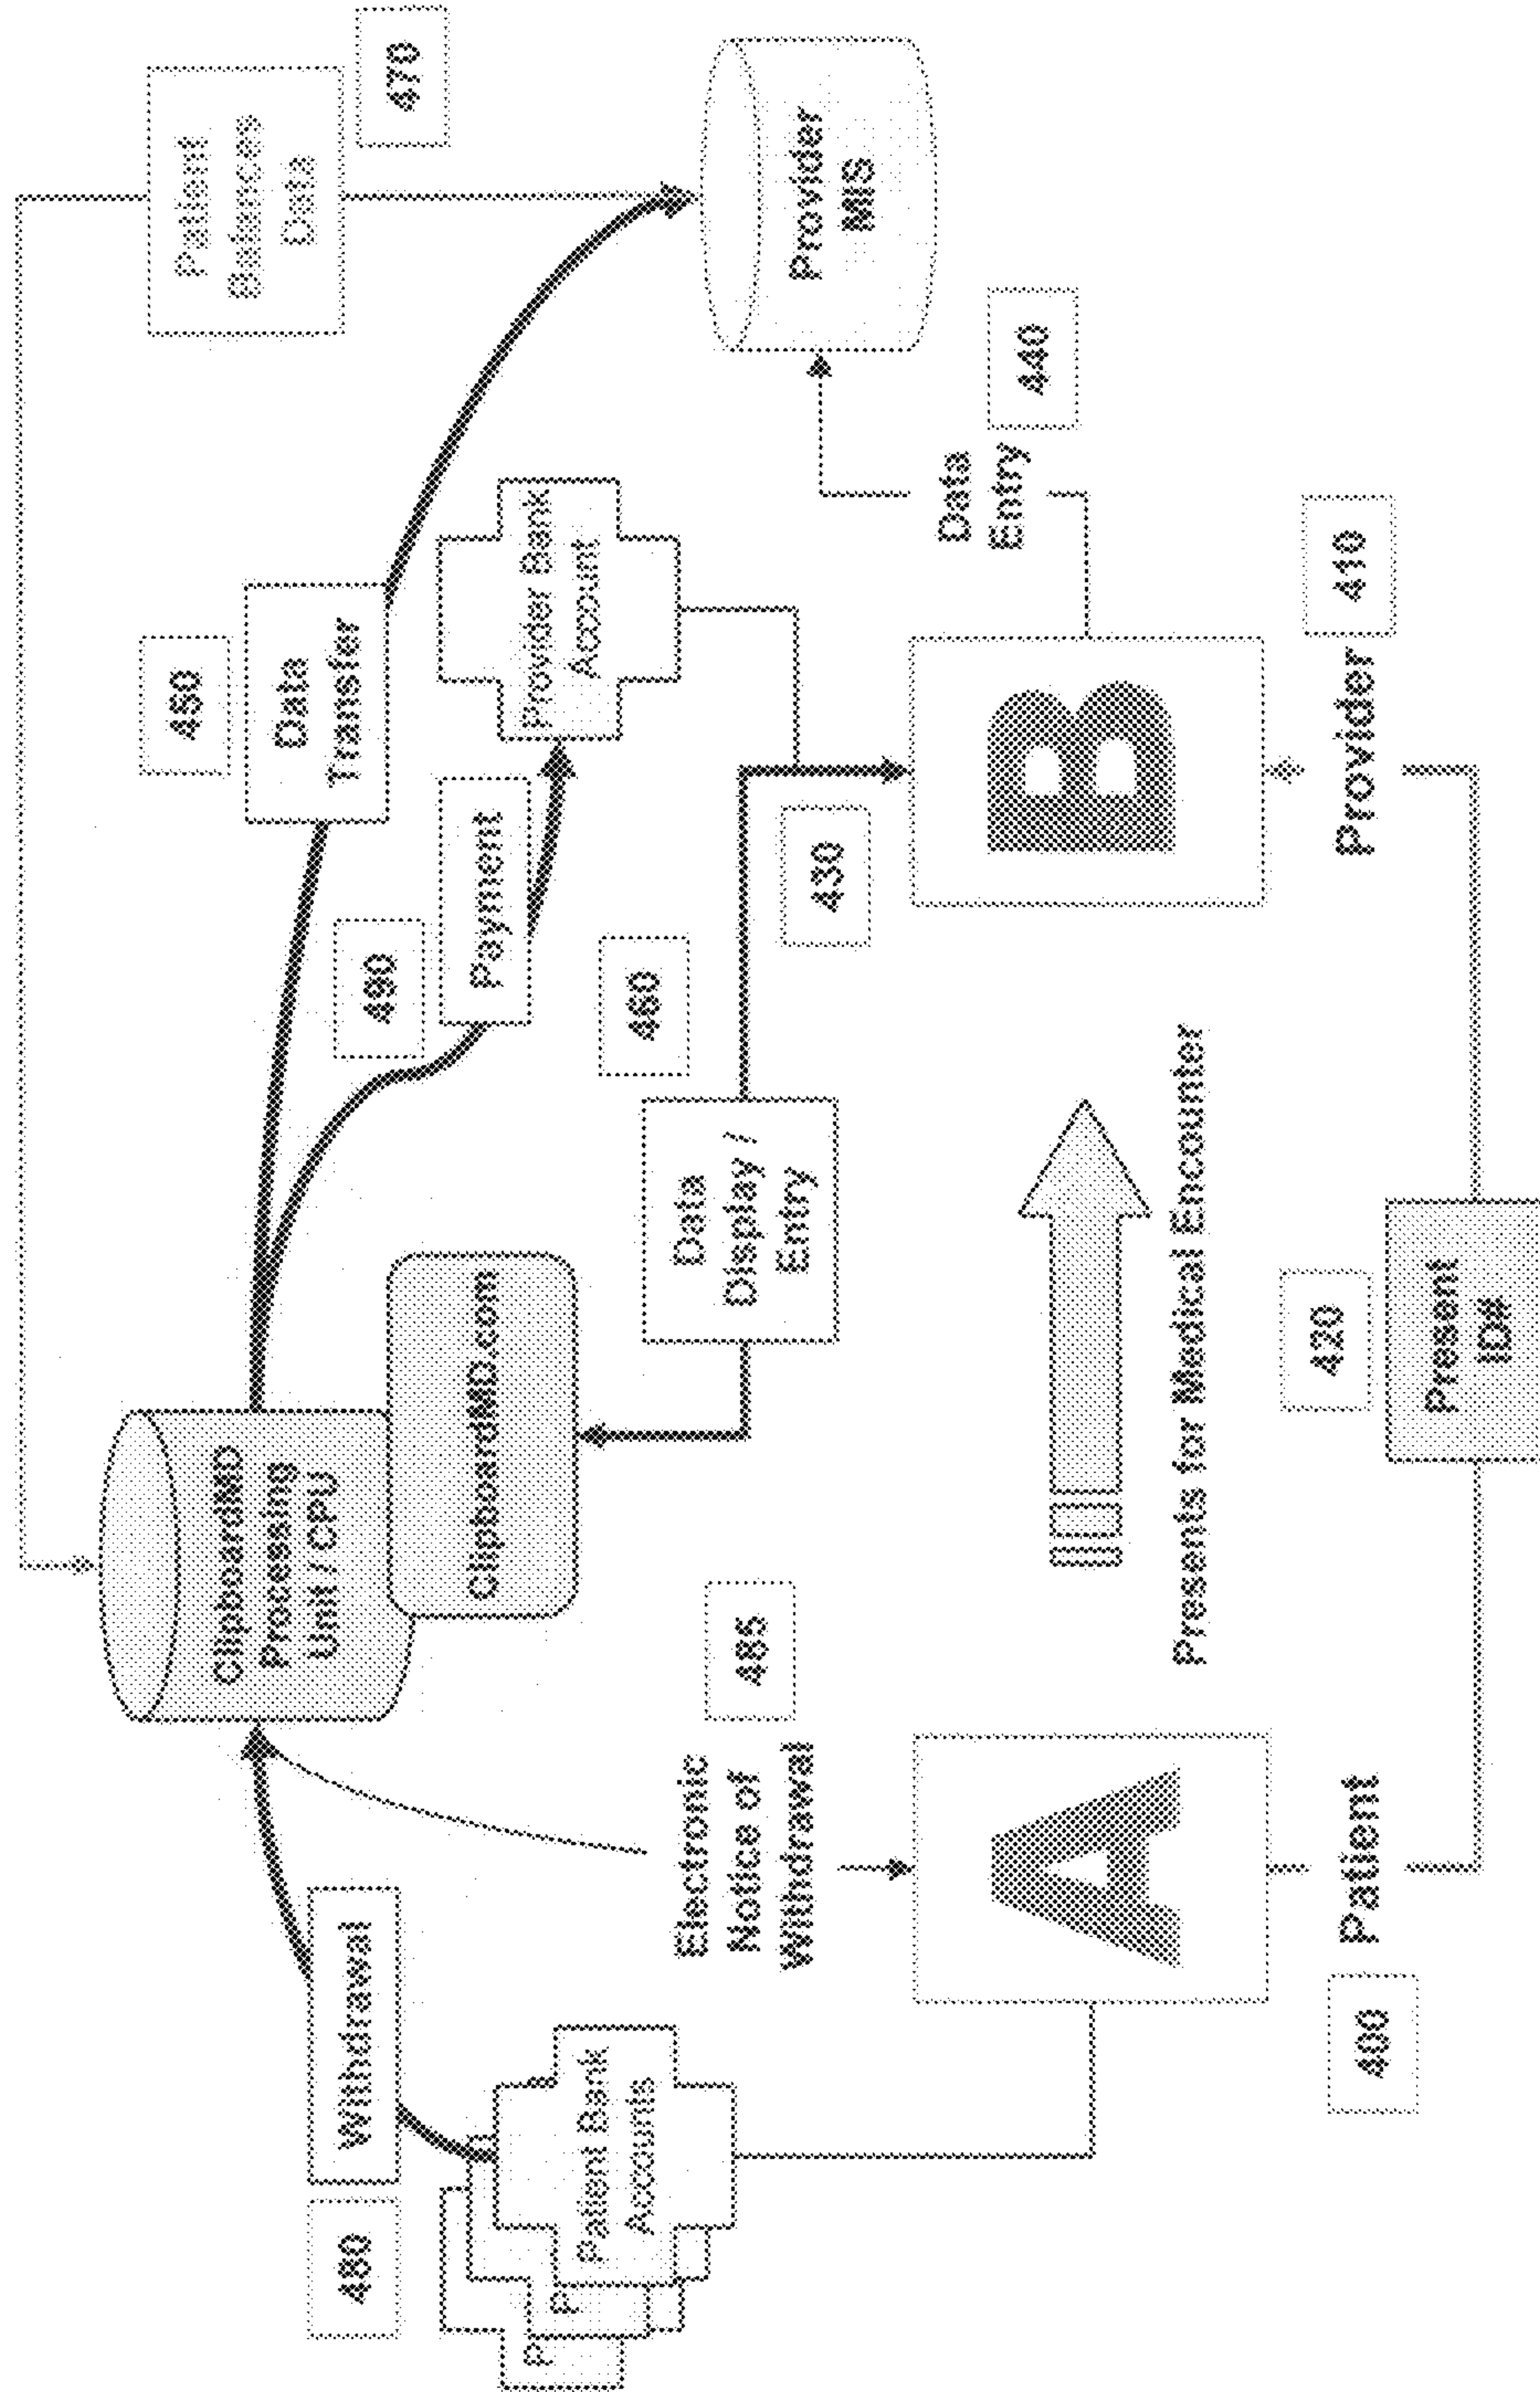 Patient
Balances
Data
470
450
Data
Transfer
ClipboardMD
Processing
Unit / CPU
480
Withdrawal
490
Payment
ClipboardMD.com
Provider Bank
Account
P
P
Patient Bank
Accounts
460
Data
Display /
Entry
485
Electronic
Notice of
Withdrawal
430
Provider
MIS
Data
Entry
440
A
B
Presents for Medical Encounter
400
Patient
420
Provider
410
Present
ID#